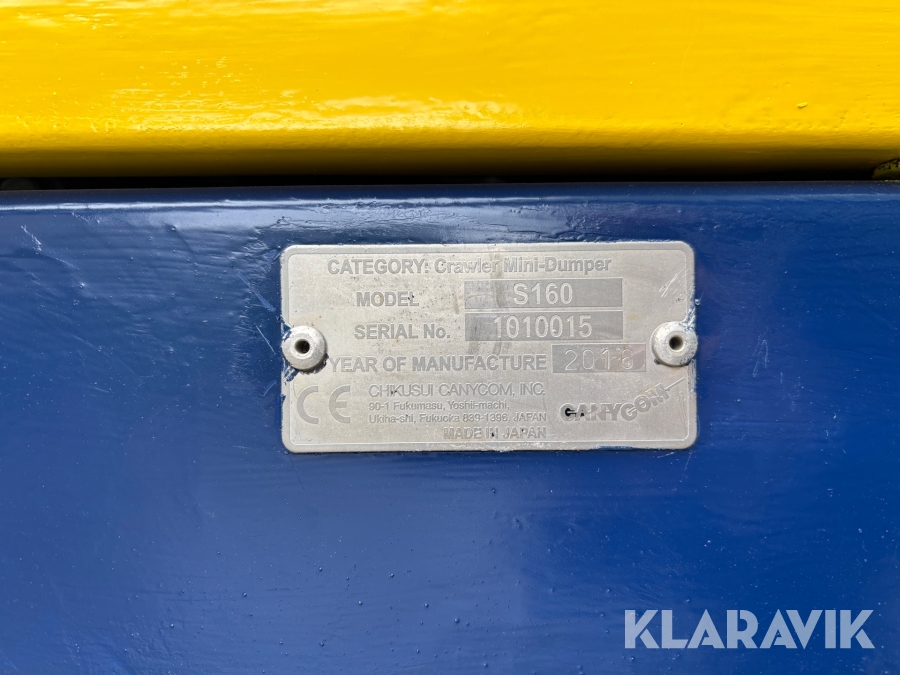 CATEGORY: Crawler Mini-Dumper
MODEL S160
SERIAL No. 1010015
YEAR OF MANUFACTURE
CHIKUSUI CANYCOM, INC.
90-1 Fukumasu, Yoshii-machi,
Ukiha-shi, Fukuoka 839-1396, JAPAN
MADE IN JAPAN
CE
CANYCOM
KLARAVIK